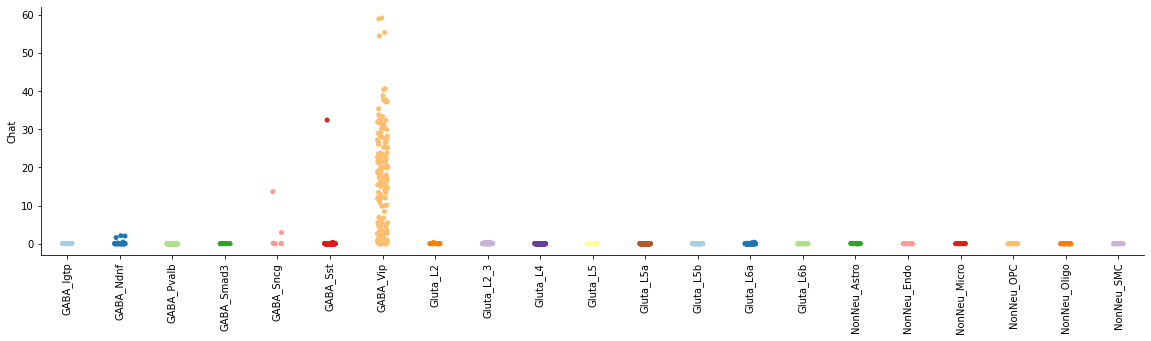 60
50
40
30
20
10
0
Chat
GABA_Igtp
GABA_Ndnf
GABA_Pvalb
GABA_Smad3
GABA_Sncg
GABA_Sst
GABA_Vip
Gluta_L2
Gluta_L2_3
Gluta_L4
Gluta_L5
Gluta_L5a
Gluta_L5b
Gluta_L6a
Gluta_L6b
NonNeu_Astro
NonNeu_Endo
NonNeu_Micro
NonNeu_OPC
NonNeu_Oligo
NonNeu_SMC